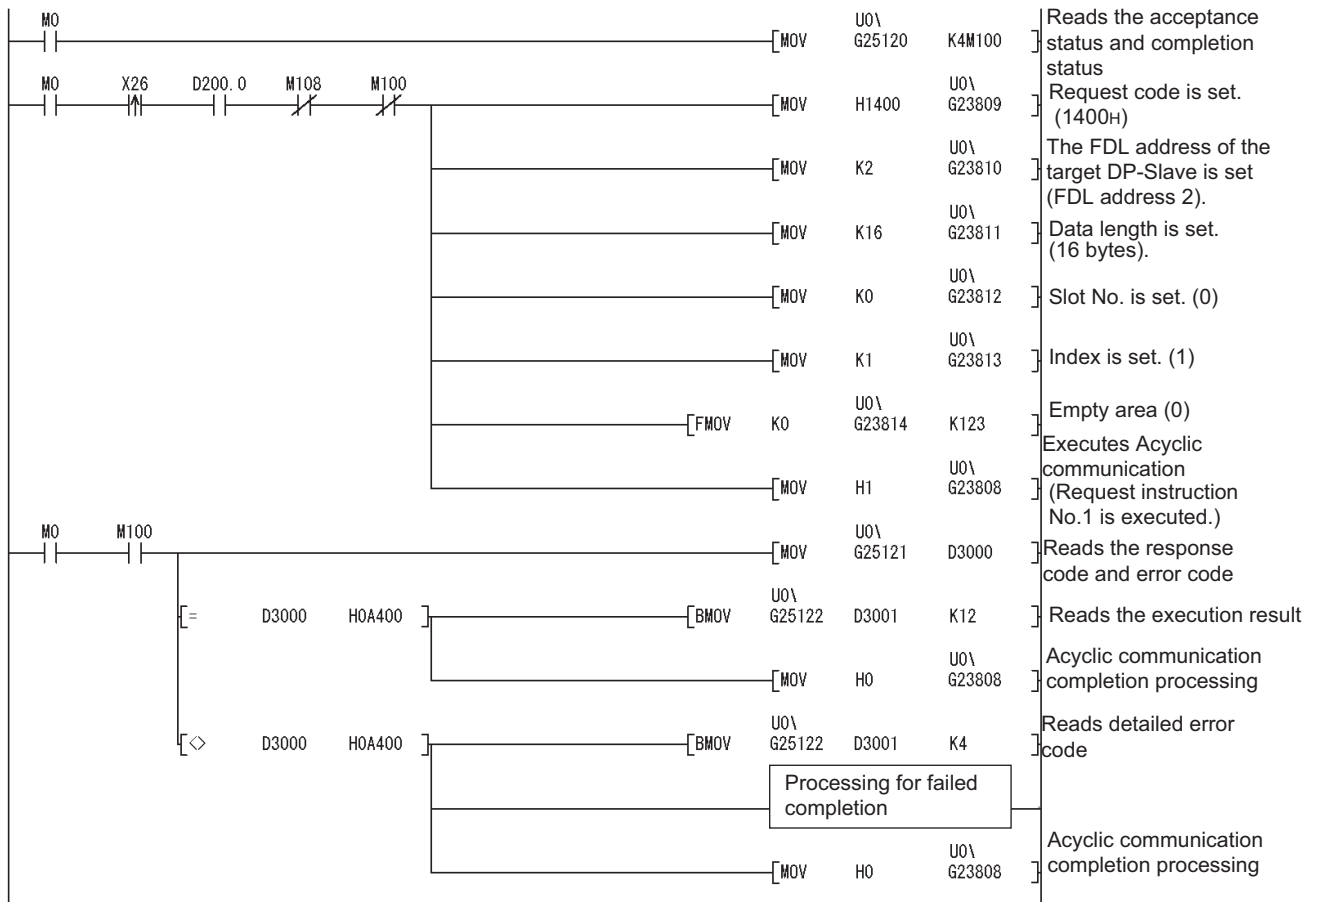 M0
[MOV U0\G25120 K4M100 ]
Reads the acceptance
status and completion
status
M0 X26 D200.0 M108 M100
[MOV H1400 U0\G23809 ]
Request code is set.
(1400H)
[MOV K2 U0\G23810 ]
The FDL address of the
target DP-Slave is set
(FDL address 2).
[MOV K16 U0\G23811 ]
Data length is set.
(16 bytes).
[MOV K0 U0\G23812 ]
Slot No. is set. (0)
[MOV K1 U0\G23813 ]
Index is set. (1)
[FMOV K0 U0\G23814 K123 ]
Empty area (0)
[MOV H1 U0\G23808 ]
Executes Acyclic
communication
(Request instruction
No.1 is executed.)
M0 M100
[MOV U0\G25121 D3000 ]
Reads the response
code and error code
[= D3000 H0A400 ]
[BMOV U0\G25122 D3001 K12 ]
Reads the execution result
[MOV H0 U0\G23808 ]
Acyclic communication
completion processing
[<> D3000 H0A400 ]
[BMOV U0\G25122 D3001 K4 ]
Reads detailed error
code
Processing for failed
completion
[MOV H0 U0\G23808 ]
Acyclic communication
completion processing